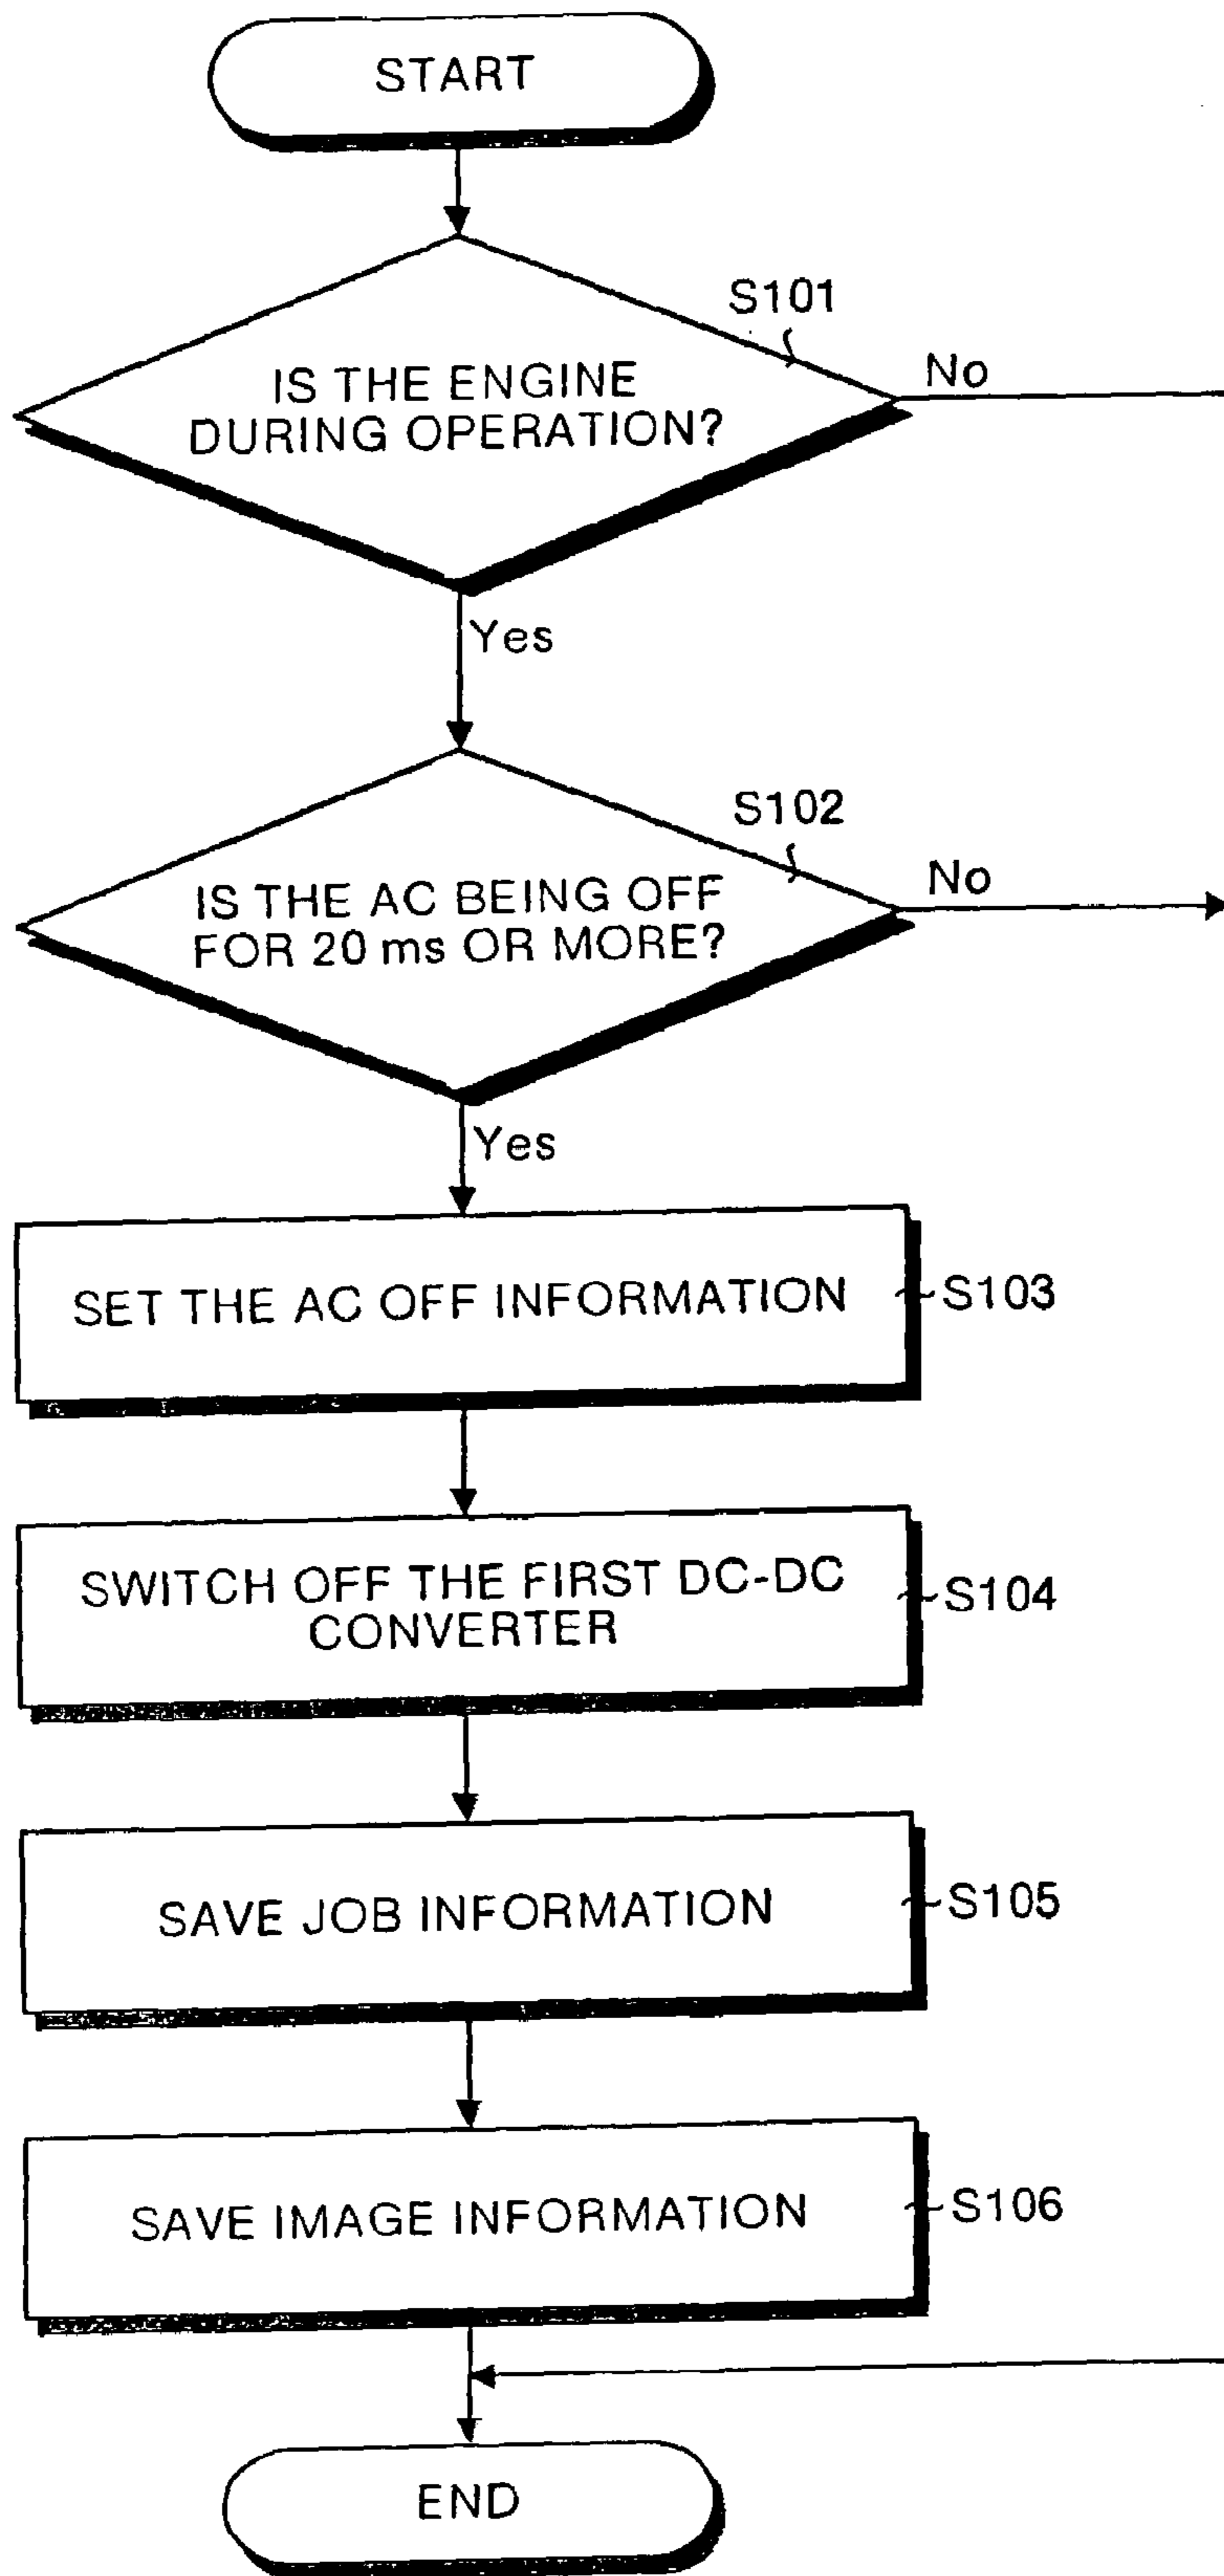 START
S101
IS THE ENGINE
DURING OPERATION?
No
Yes
S102
IS THE AC BEING OFF
FOR 20 ms OR MORE?
No
Yes
SET THE AC OFF INFORMATION
S103
SWITCH OFF THE FIRST DC-DC
CONVERTER
S104
SAVE JOB INFORMATION
S105
SAVE IMAGE INFORMATION
S106
END